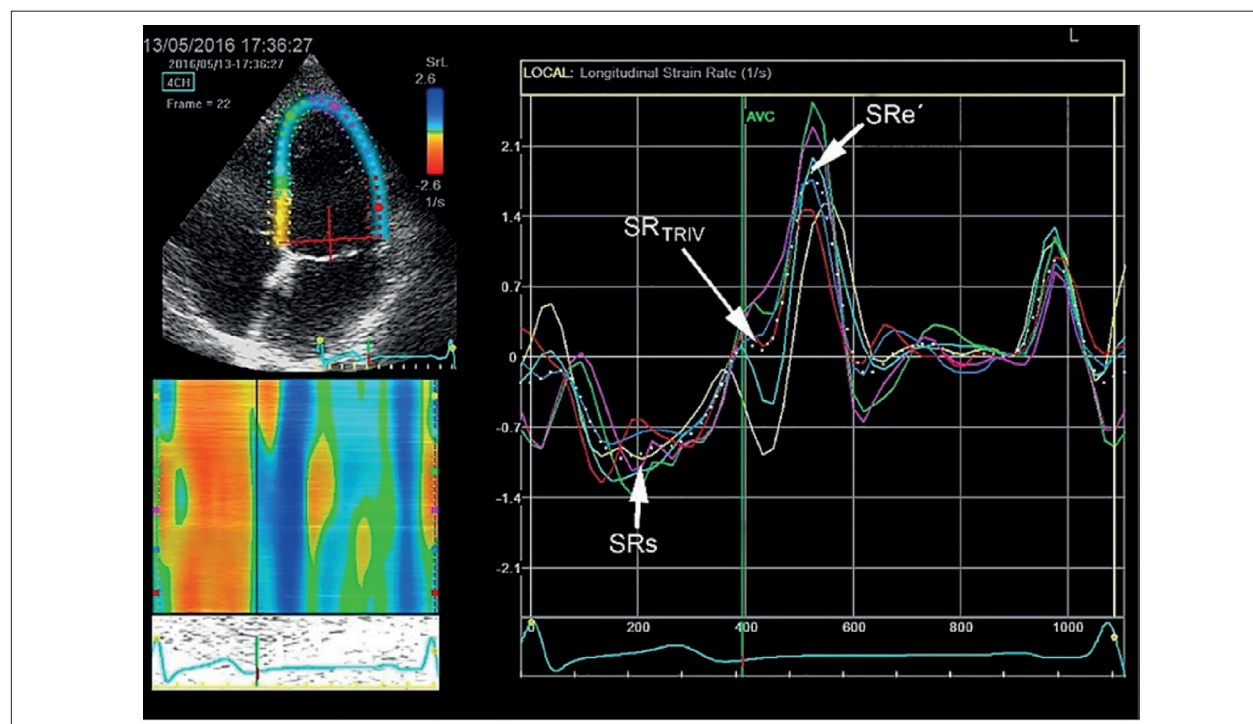 L
13/05/2016 17:36:27
2016/05/13-17:36:27
4CH
Frame = 22
SrL
2.6
-2.6
1/s
LOCAL: Longitudinal Strain Rate (1/s)
AVC
SRe´
SRTRIV
SRs
2.1
1.4
0.7
0
-0.7
-1.4
-2.1
0 200 400 600 800 1000